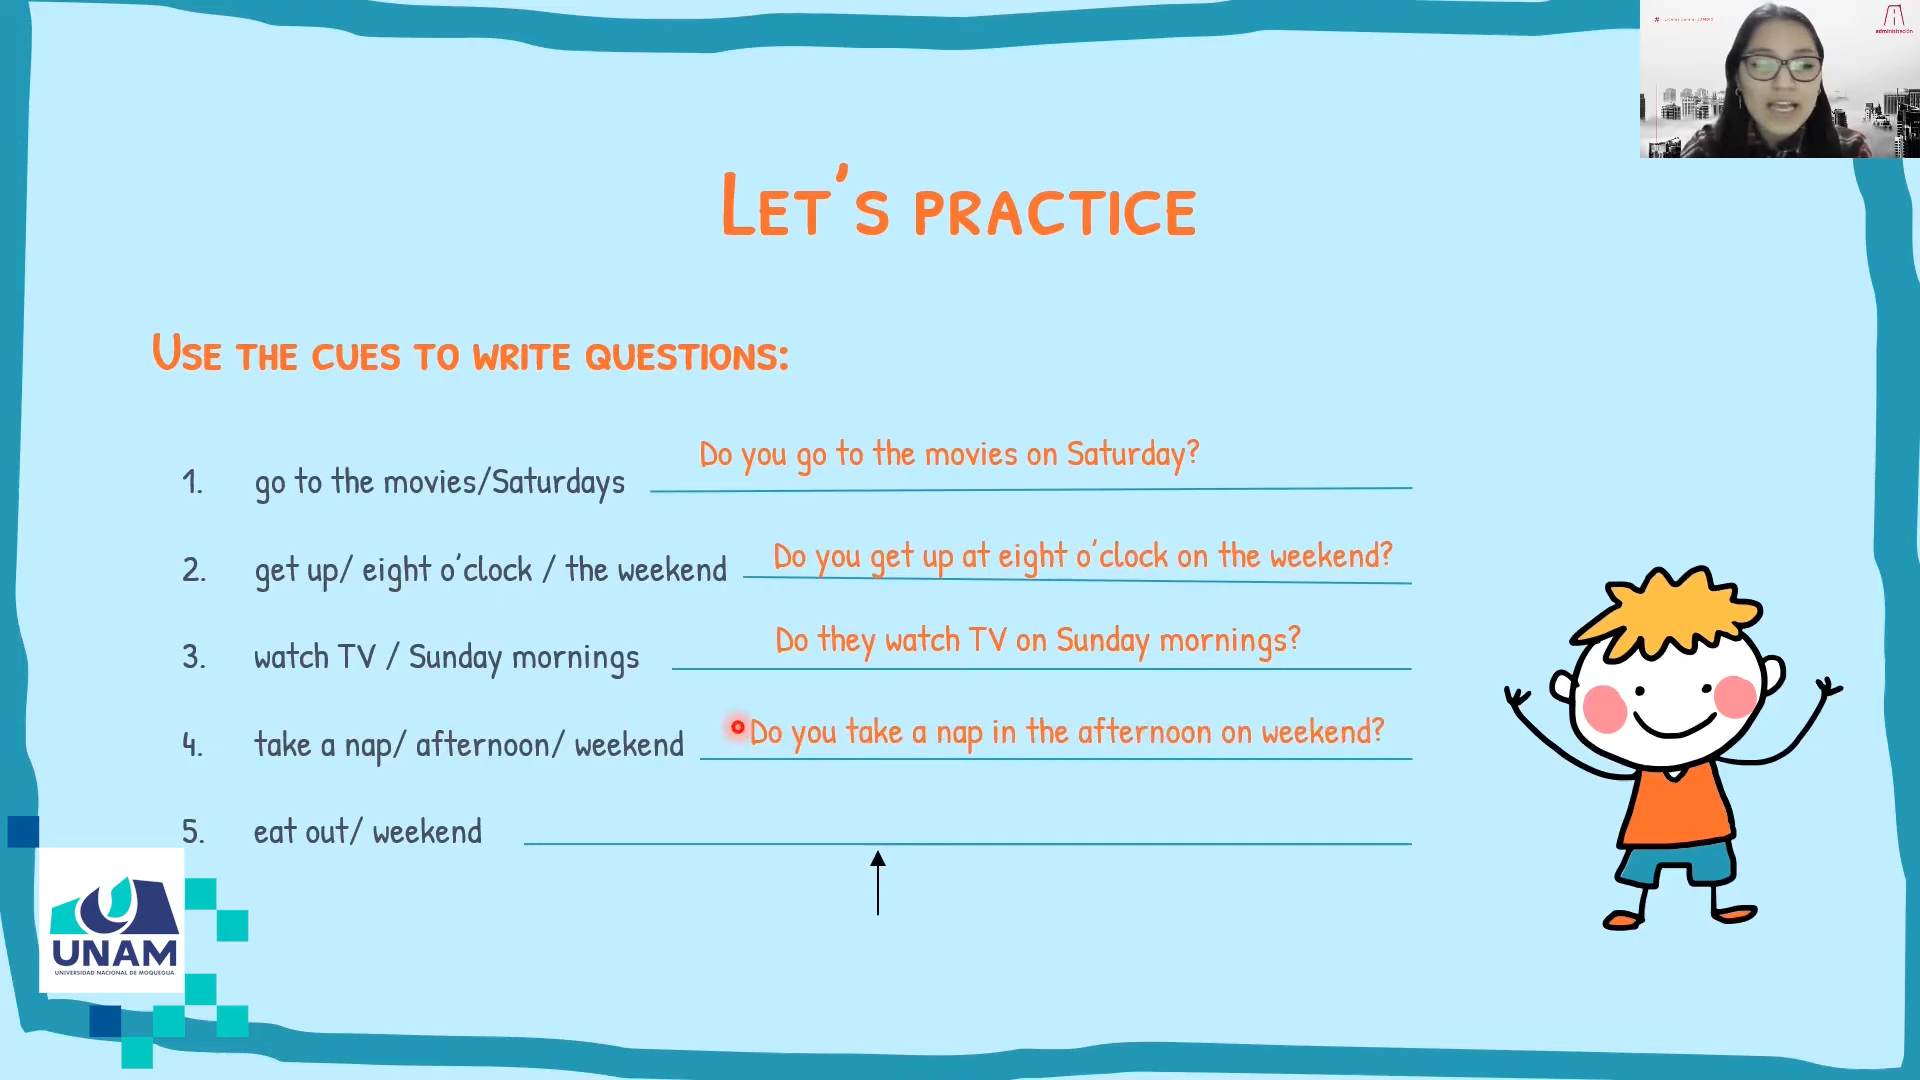 administración
LET'S PRACTICE
USE THE CUES TO WRITE QUESTIONS:
1. go to the movies/Saturdays Do you go to the movies on Saturday?
2. get up/ eight o'clock / the weekend Do you get up at eight o'clock on the weekend?
3. watch TV / Sunday mornings Do they watch TV on Sunday mornings?
4. take a nap/ afternoon/ weekend Do you take a nap in the afternoon on weekend?
5. eat out/ weekend
UNAM
UNIVERSIDAD NACIONAL DE MOQUEGUA